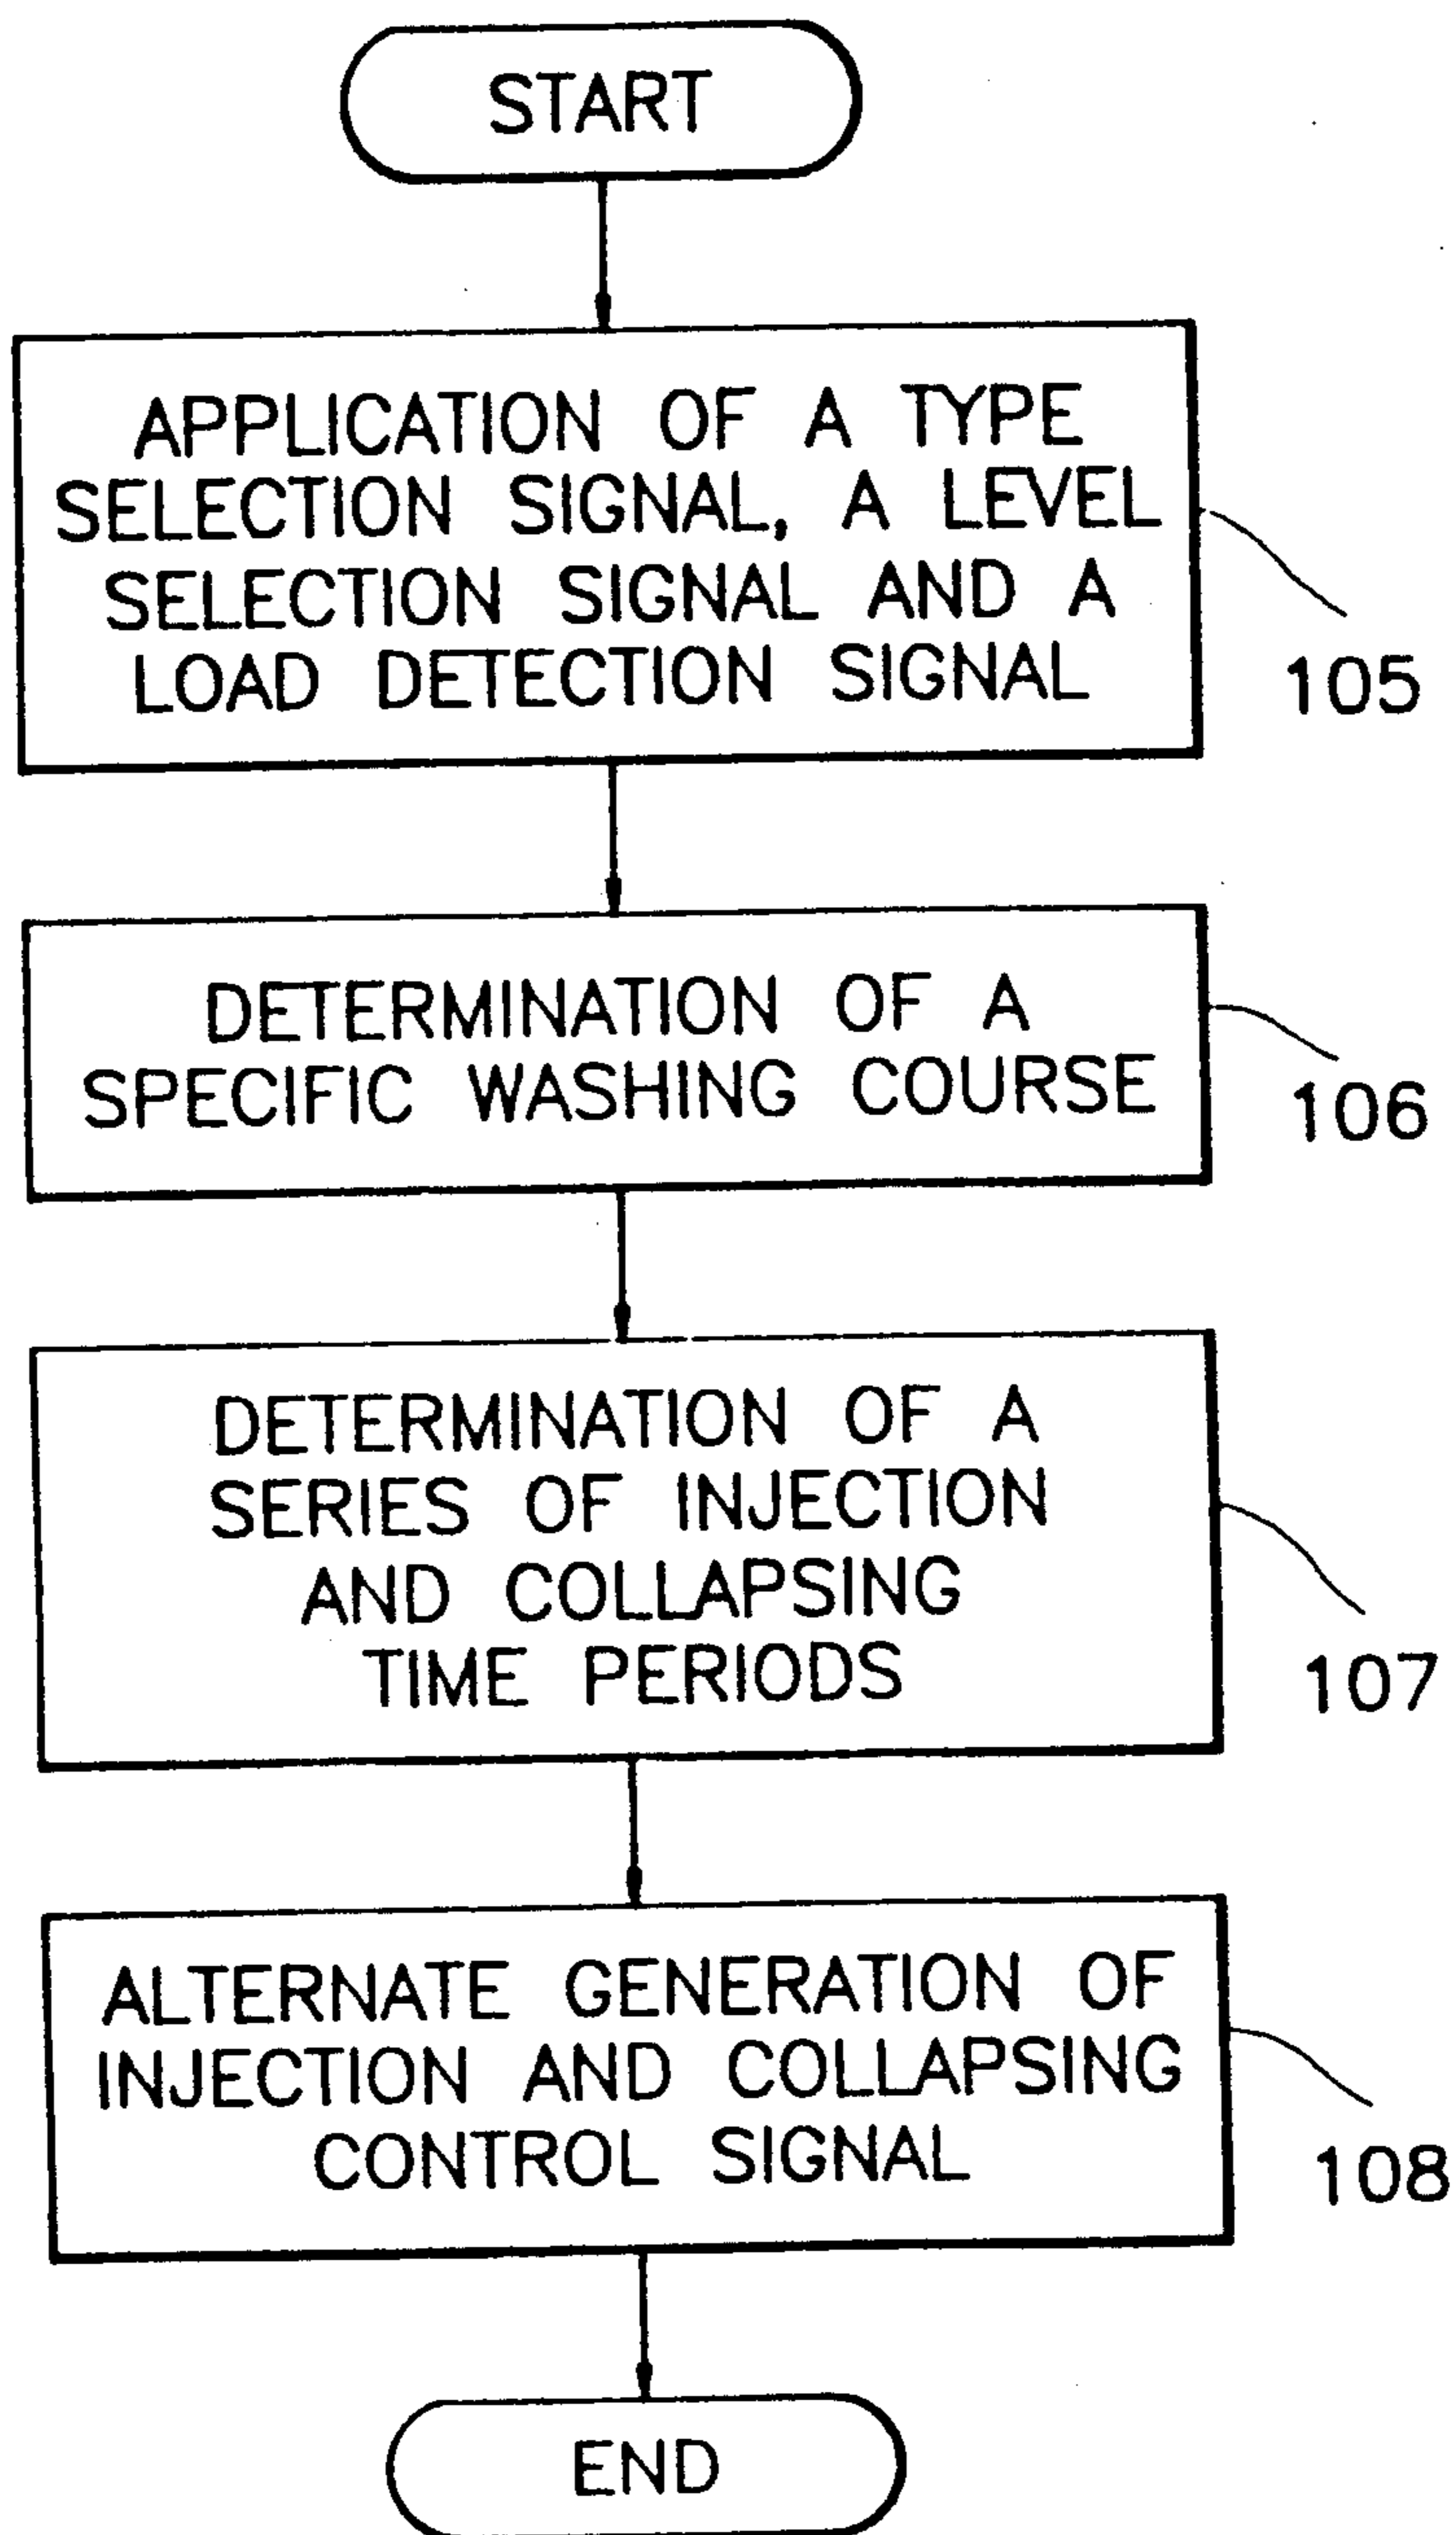 START
APPLICATION OF A TYPE
SELECTION SIGNAL, A LEVEL
SELECTION SIGNAL AND A
LOAD DETECTION SIGNAL
105
DETERMINATION OF A
SPECIFIC WASHING COURSE
106
DETERMINATION OF A
SERIES OF INJECTION
AND COLLAPSING
TIME PERIODS
107
ALTERNATE GENERATION OF
INJECTION AND COLLAPSING
CONTROL SIGNAL
108
END